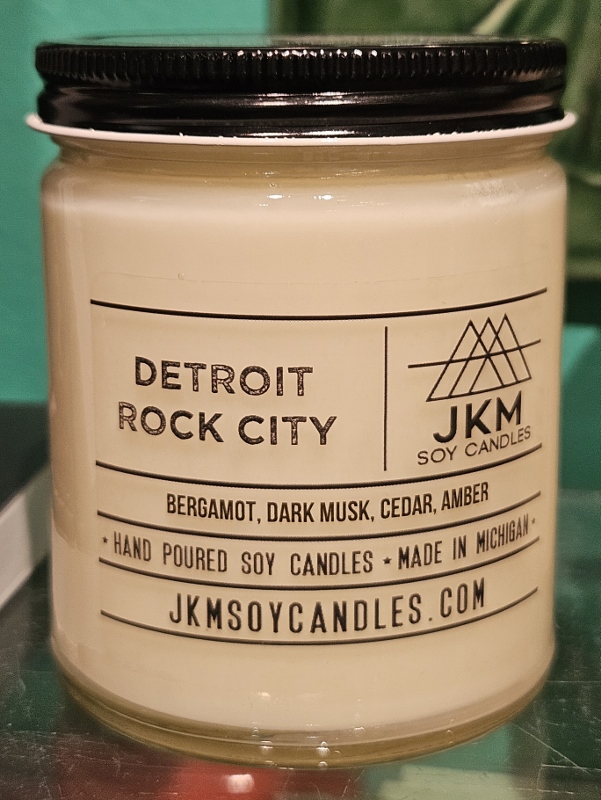 DETROIT
ROCK CITY
JKM
SOY CANDLES
BERGAMOT, DARK MUSK, CEDAR, AMBER
• HAND POURED SOY CANDLES ★ MADE IN MICHIGAN •
JKMSOYCANDLES.COM